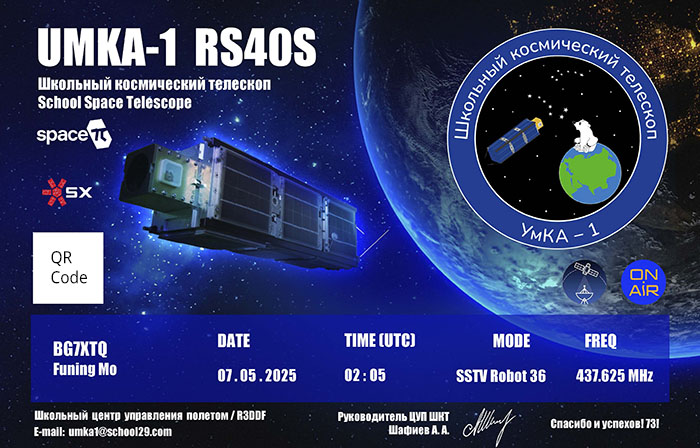 UMKA-1 RS40S
Школьный космический телескоп
School Space Telescope
space π
SX
QR
Code
Школьный космический телескоп
УмКА – 1
ON
AiR
BG7XTQ
Funing Mo
DATE
07 . 05 . 2025
TIME (UTC)
02 : 05
MODE
SSTV Robot 36
FREQ
437.625 MHz
Школьный центр управления полетом / R3DDF
E-mail: umka1@school29.com
Руководитель ЦУП ШКТ
Шафиев А. А.
Спасибо и успехов! 73!